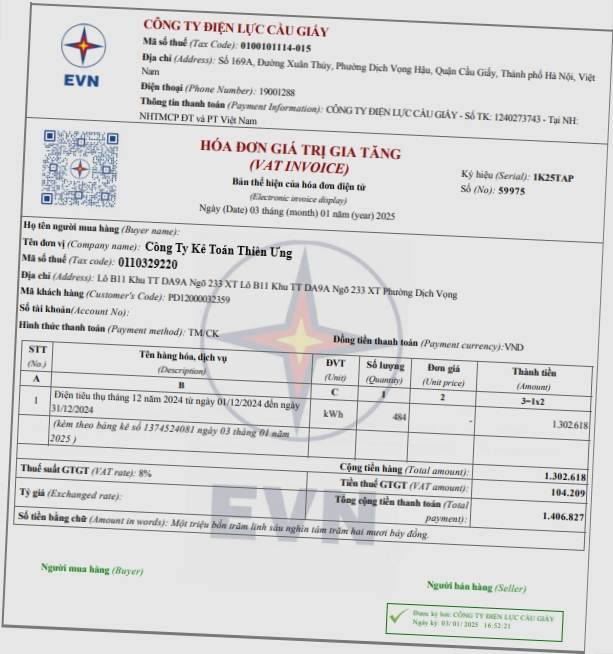 CÔNG TY ĐIỆN LỰC CẦU GIẤY
Mã số thuế (Tax Code): 0100101114-015
Địa chỉ (Address): Số 169A, Đường Xuân Thủy, Phường Dịch Vọng Hậu, Quận Cầu Giấy, Thành phố Hà Nội, Việt
Nam
Điện thoại (Phone Number): 19001288
Thông tin thanh toán (Payment Information): CÔNG TY ĐIỆN LỰC CẦU GIẤY - Số TK: 1240273743 - Tại NH:
NHTMCP ĐT và PT Việt Nam
EVN
HÓA ĐƠN GIÁ TRỊ GIA TĂNG
(VAT INVOICE)
Bản thể hiện của hóa đơn điện tử
(Electronic invoice display)
Ngày (Date) 03 tháng (month) 01 năm (year) 2025
Ký hiệu (Serial): 1K25TAP
Số (No): 59975
Họ tên người mua hàng (Buyer name):
Tên đơn vị (Company name): Công Ty Kế Toán Thiên Ưng
Mã số thuế (Tax code): 0110329220
Địa chỉ (Address): Lô B11 Khu TT DA9A Ngõ 233 XT Lô B11 Khu TT DA9A Ngõ 233 XT Phường Dịch Vọng
Mã khách hàng (Customer's Code): PD12000032359
Số tài khoản(Account No):
Hình thức thanh toán (Payment method): TM/CK
Đồng tiền thanh toán (Payment currency):VND
STT (No.) Tên hàng hóa, dịch vụ (Description) ĐVT (Unit) Số lượng (Quantity) Đơn giá (Unit price) Thành tiền (Amount)
A B C 1 2 3=1x2
1 Điện tiêu thụ tháng 12 năm 2024 từ ngày 01/12/2024 đến ngày 31/12/2024 kWh 484 - 1.302.618
(kèm theo bảng kê số 1374524081 ngày 03 tháng 01 năm
2025 )
Cộng tiền hàng (Total amount): 1.302.618
Thuế suất GTGT (VAT rate): 8% Tiền thuế GTGT (VAT amount): 104.209
Tỷ giá (Exchanged rate): Tổng cộng tiền thanh toán (Total payment): 1.406.827
Số tiền bằng chữ (Amount in words): Một triệu bốn trăm linh sáu nghìn tám trăm hai mươi bảy đồng.
EVN
Người mua hàng (Buyer)
Người bán hàng (Seller)
Được ký bởi: CÔNG TY ĐIỆN LỰC CẦU GIẤY
Ngày ký: 03/01/2025 16:52:21